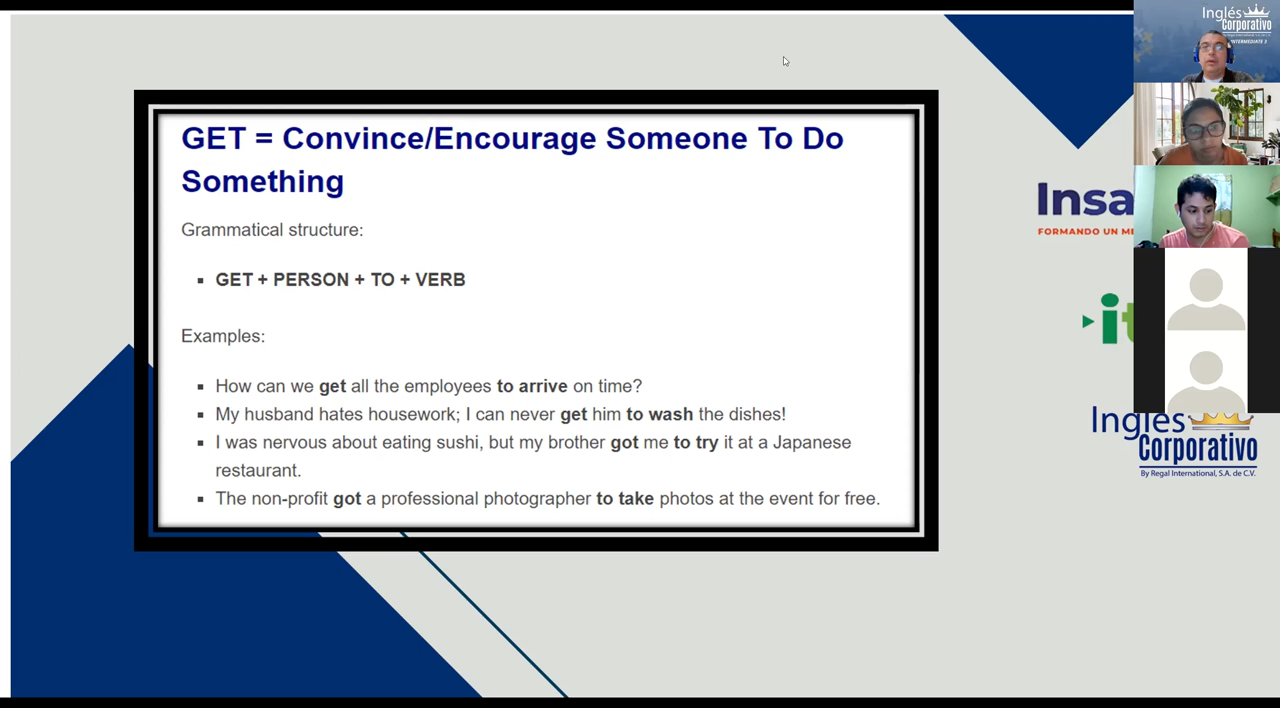 GET = Convince/Encourage Someone To Do
Something
Grammatical structure:
GET + PERSON + TO + VERB
Examples:
How can we get all the employees to arrive on time?
My husband hates housework; I can never get him to wash the dishes!
I was nervous about eating sushi, but my brother got me to try it at a Japanese
restaurant.
The non-profit got a professional photographer to take photos at the event for free.
Inglés
Corporativo
INTERMEDIATE 3
Insa
FORMANDO UN ME
it
Inglés
Corporativo
By Regal International, S.A. de C.V.